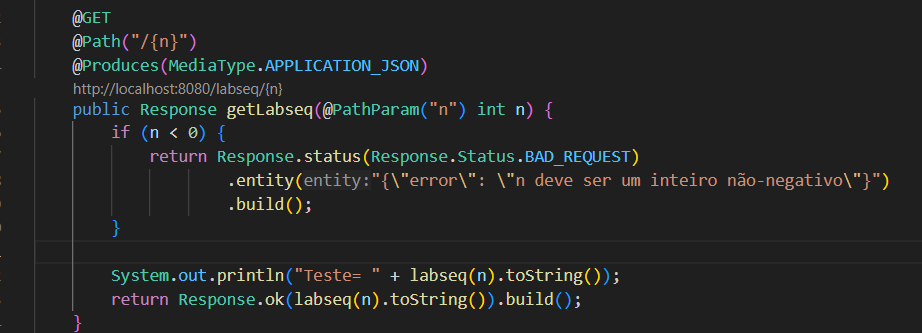 @GET
@Path("/{n}")
@Produces(MediaType.APPLICATION_JSON)
http://localhost:8080/labseq/{n}
public Response getLabseq(@PathParam("n") int n) {
if (n < 0) {
return Response.status(Response.Status.BAD_REQUEST)
.entity(entity:"{\"error\": \"n deve ser um inteiro não-negativo\"}")
.build();
}
System.out.println("Teste= " + labseq(n).toString());
return Response.ok(labseq(n).toString()).build();
}